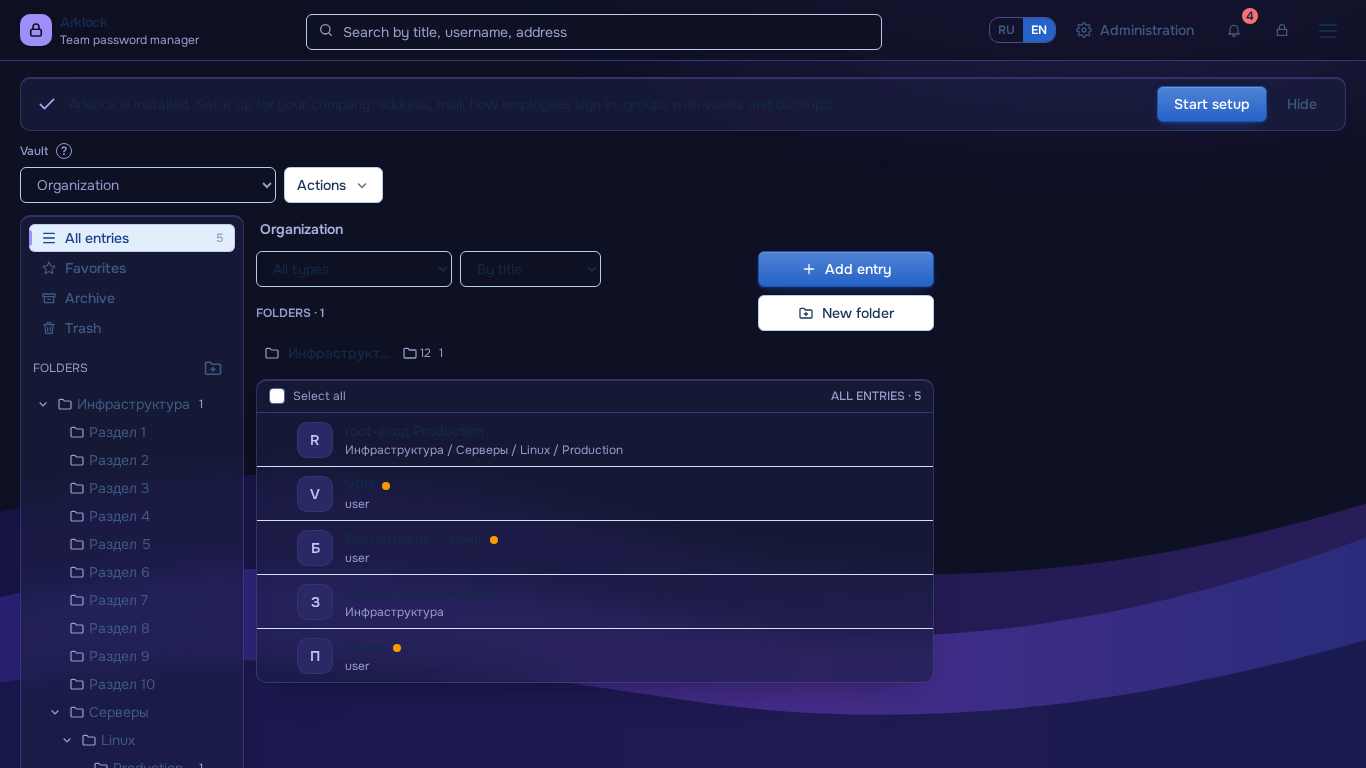 Arklock
Team password manager
Search by title, username, address
RU EN
Administration
4
Arklock is installed. Set it up for your company: address, mail, how employees sign in, groups with vaults and backups.
Start setup
Hide
Vault ?
Organization
Actions
All entries 5
Favorites
Archive
Trash
FOLDERS
Инфраструктура 1
Раздел 1
Раздел 2
Раздел 3
Раздел 4
Раздел 5
Раздел 6
Раздел 7
Раздел 8
Раздел 9
Раздел 10
Серверы
Linux
Production 1
Organization
All types
By title
Add entry
FOLDERS · 1
New folder
Инфраструкт...
12 1
Select all
ALL ENTRIES · 5
R
root-вход Production
Инфраструктура / Серверы / Linux / Production
V
VPN
user
Б
Бухгалтерия — банк
user
З
Инфраструктура
П
user